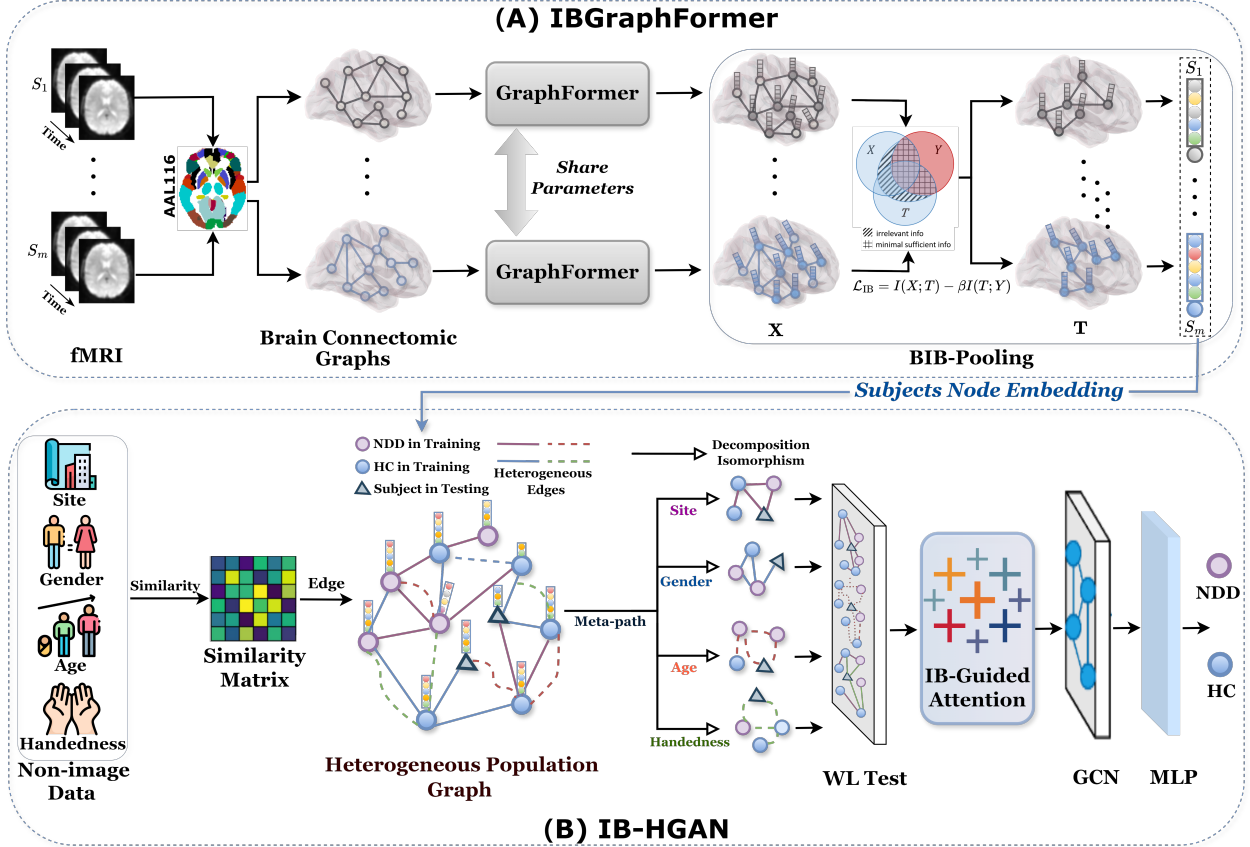 (A) IBGraphFormer
S1
Time
Sm
Time
fMRI
AA116
Brain Connectomic
Graphs
GraphFormer
Share
Parameters
GraphFormer
X
Y
T
irrelevant info
minimal sufficient info
ℒIB = I(X;T) − βI(T;Y)
X
T
S1
Sm
BIB-Pooling
Subjects Node Embedding
Site
Gender
Age
Handedness
Non-image
Data
Similarity
Similarity
Matrix
Edge
NDD in Training
HC in Training
Subject in Testing
Heterogeneous
Edges
Heterogeneous Population
Graph
Meta-path
Decomposition
Isomorphism
Site
Gender
Age
Handedness
WL Test
IB-Guided
Attention
GCN
MLP
NDD
HC
(B) IB-HGAN